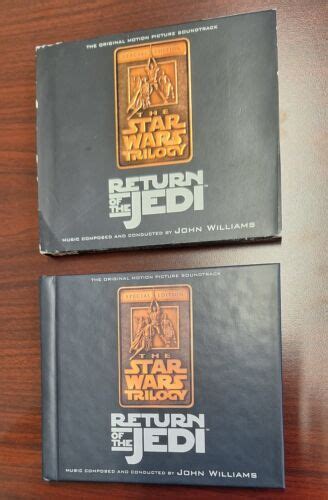 THE ORIGINAL MOTION PICTURE SOUNDTRACK
SPECIAL EDITION
THE
STAR
WARS
TRILOGY
RETURN
OF THE JEDI™
MUSIC COMPOSED AND CONDUCTED BY JOHN WILLIAMS
THE ORIGINAL MOTION PICTURE SOUNDTRACK
SPECIAL EDITION
THE
STAR
WARS
TRILOGY
RETURN
OF THE JEDI™
MUSIC COMPOSED AND CONDUCTED BY JOHN WILLIAMS